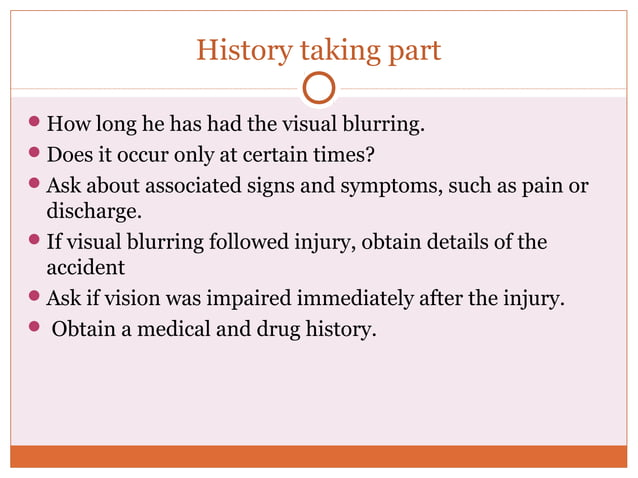 History taking part
How long he has had the visual blurring.
Does it occur only at certain times?
Ask about associated signs and symptoms, such as pain or
discharge.
If visual blurring followed injury, obtain details of the
accident
Ask if vision was impaired immediately after the injury.
Obtain a medical and drug history.